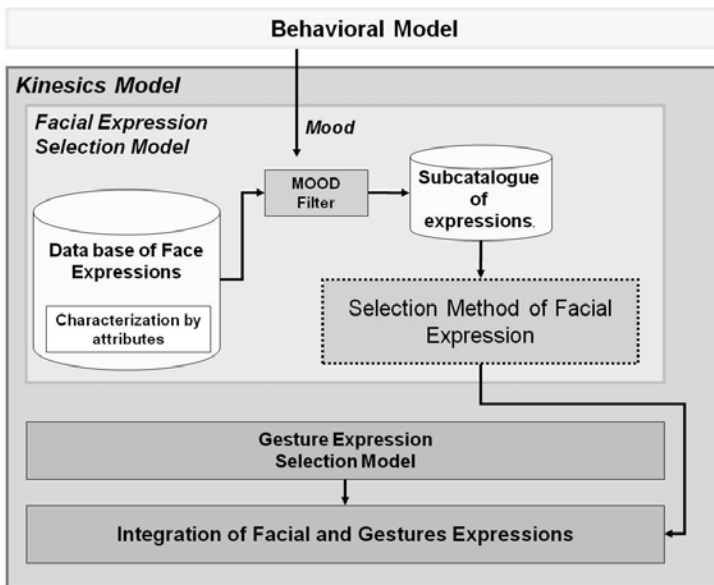 Behavioral Model
Kinesics Model
Facial Expression
Selection Model
Mood
MOOD
Filter
Subcatalogue
of
expressions.
Data base of Face
Expressions
Characterization by
attributes
Selection Method of Facial
Expression
Gesture Expression
Selection Model
Integration of Facial and Gestures Expressions